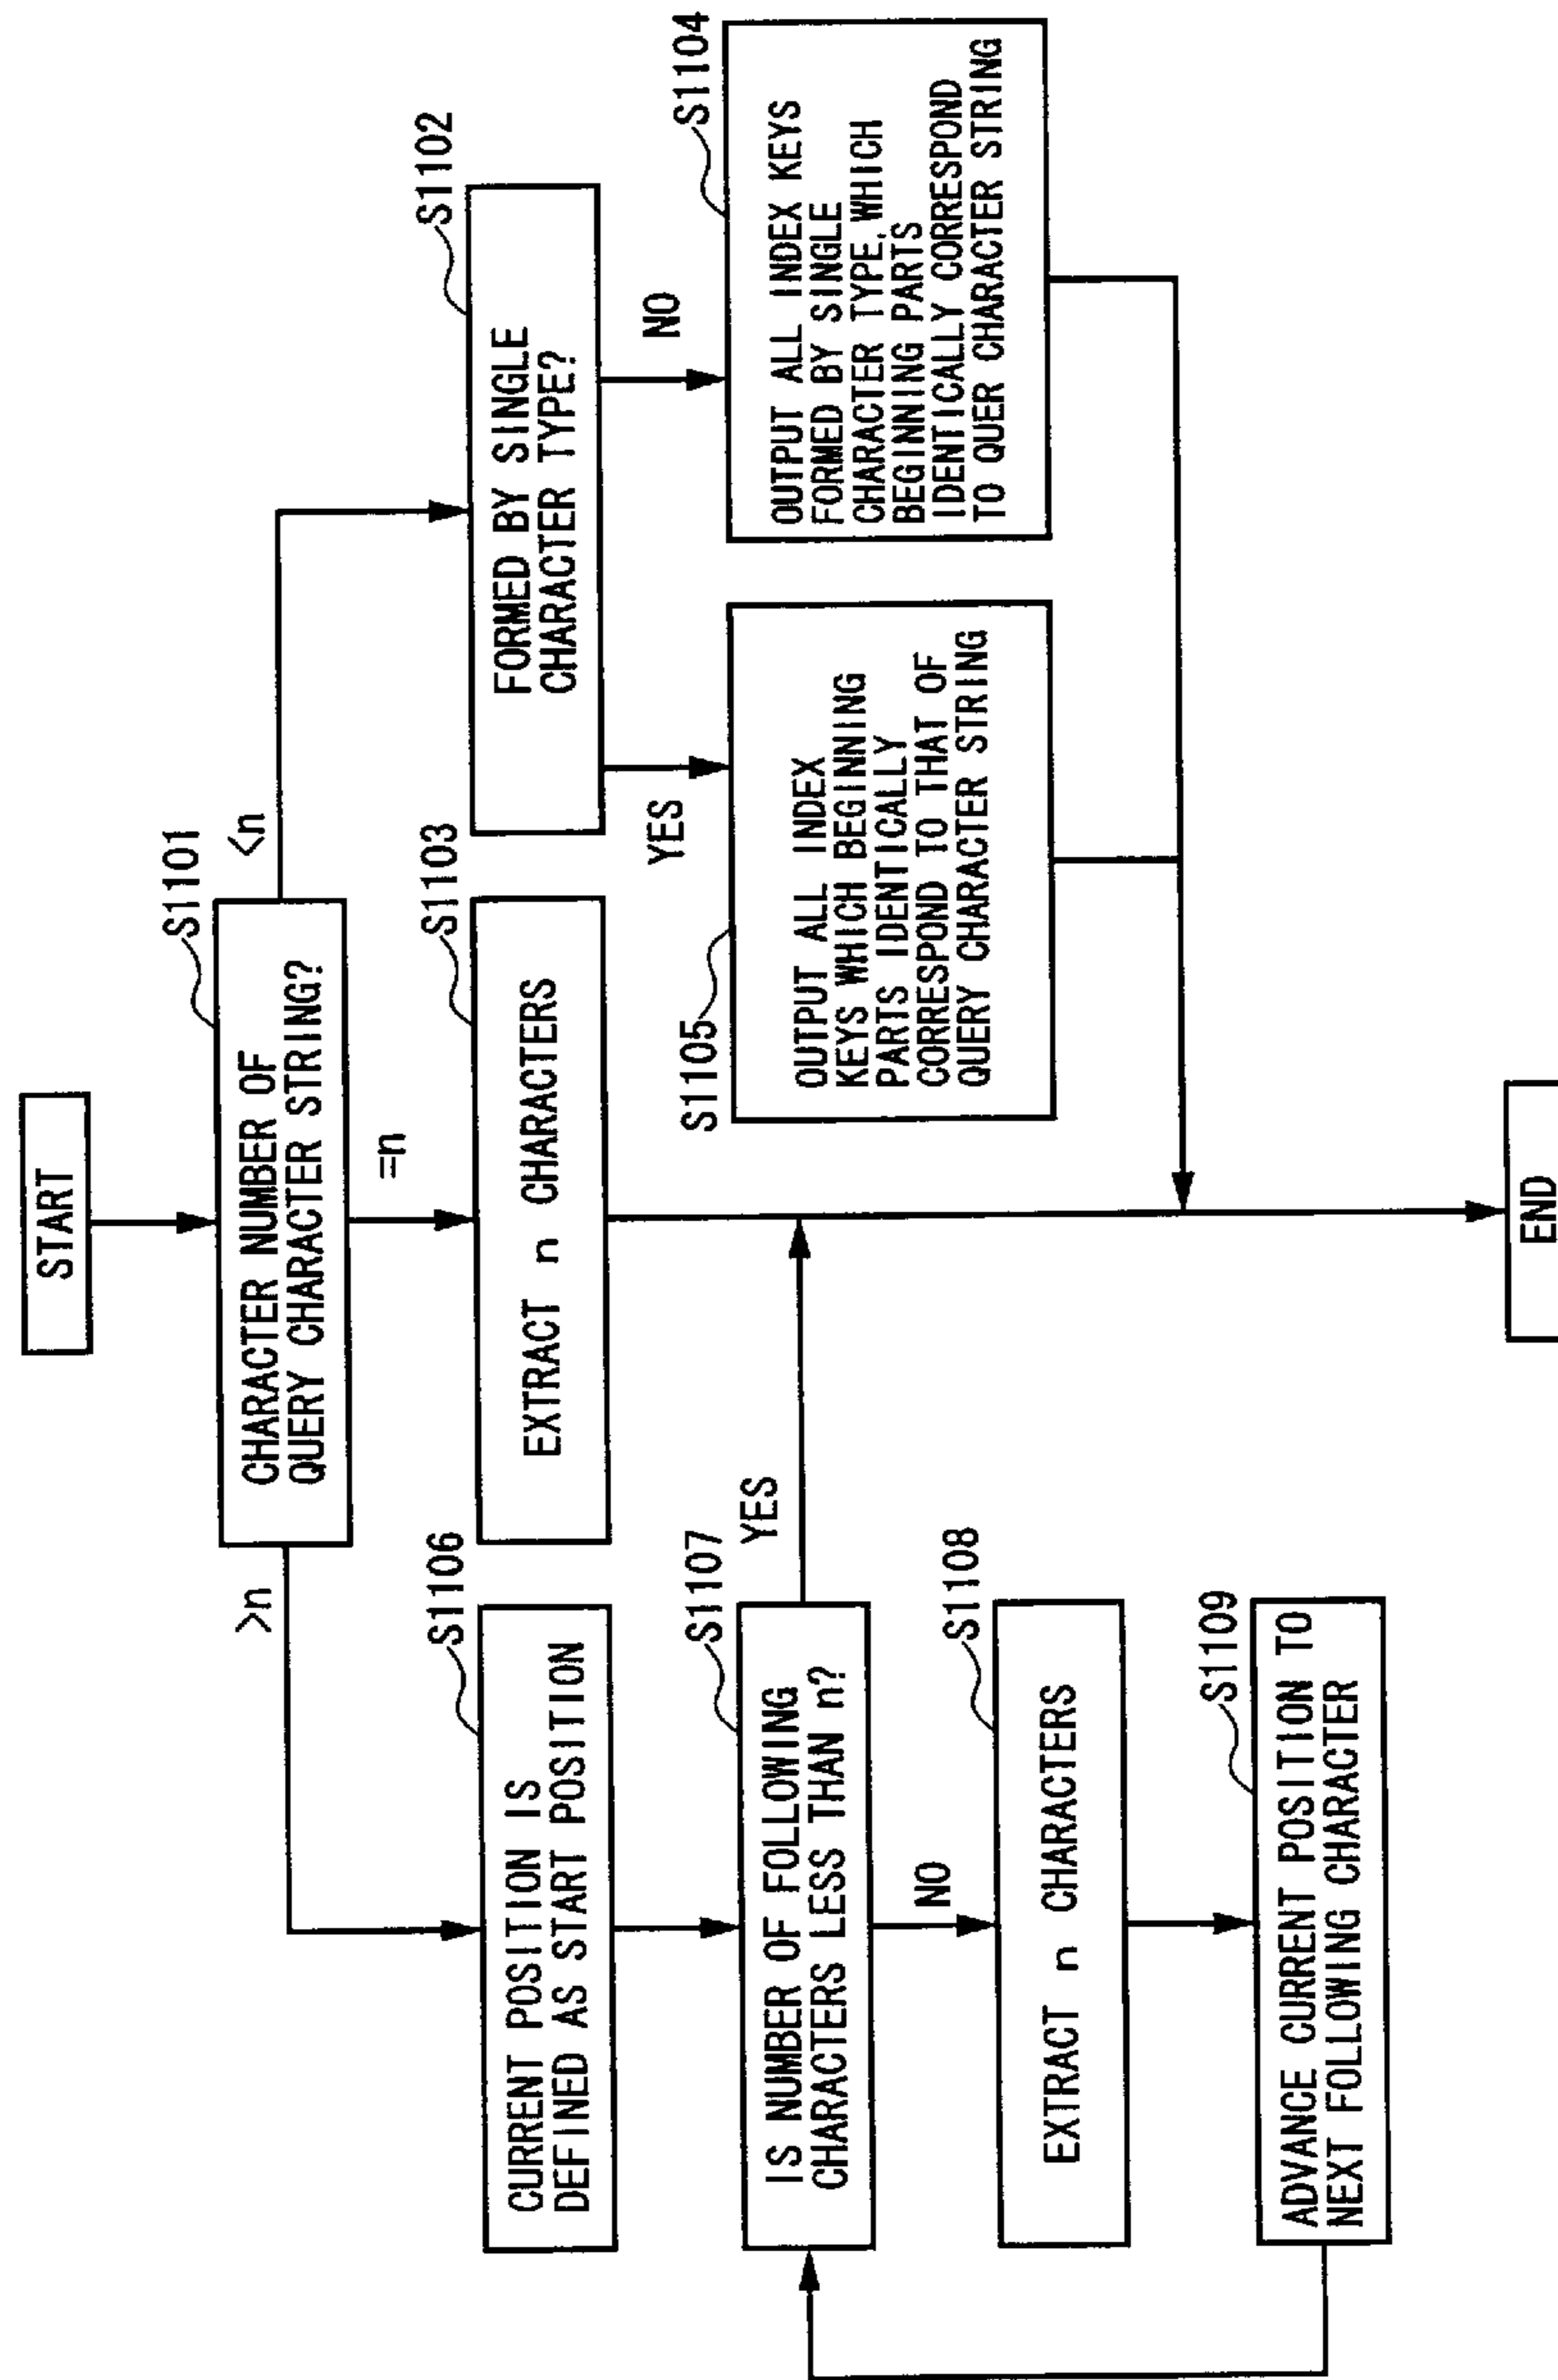 START
S1101
CHARACTER NUMBER OF
QUERY CHARACTER STRING?
>n
=n
<n
S1106
CURRENT POSITION IS
DEFINED AS START POSITION
S1103
EXTRACT n CHARACTERS
S1102
FORMED BY SINGLE
CHARACTER TYPE?
YES
NO
S1107
IS NUMBER OF FOLLOWING
CHARACTERS LESS THAN n?
YES
NO
S1105
OUTPUT ALL INDEX
KEYS WHICH BEGINNING
PARTS IDENTICALLY
CORRESPOND TO THAT OF
QUERY CHARACTER STRING
S1104
OUTPUT ALL INDEX KEYS
FORMED BY SINGLE
CHARACTER TYPE, WHICH
BEGINNING PARTS
IDENTICALLY CORRESPOND
TO QUER CHARACTER STRING
S1108
EXTRACT n CHARACTERS
S1109
ADVANCE CURRENT POSITION TO
NEXT FOLLOWING CHARACTER
END